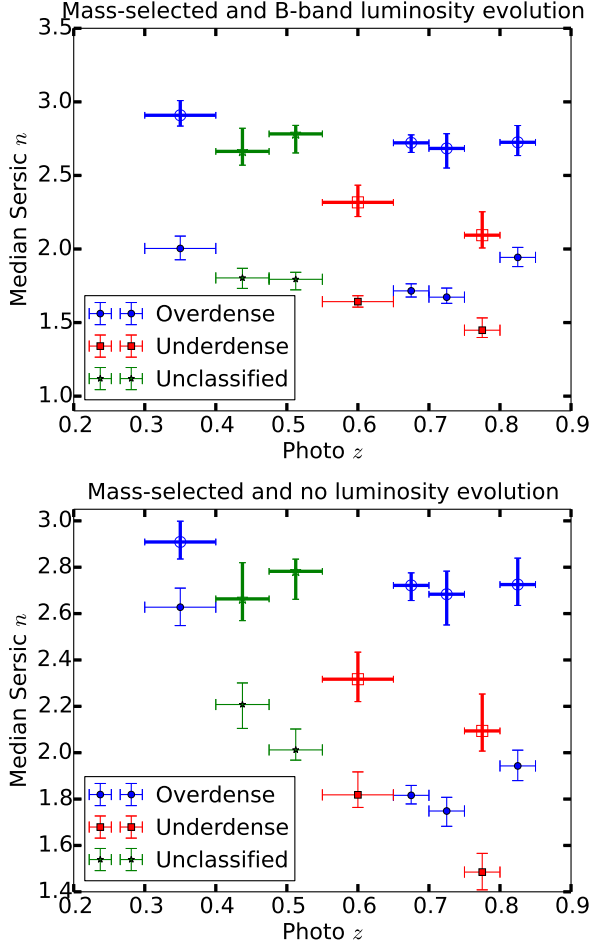 Mass-selected and B-band luminosity evolution
3.5
3.0
2.5
2.0
1.5
1.0
Median Sersic n
Overdense
Underdense
Unclassified
0.2 0.3 0.4 0.5 0.6 0.7 0.8 0.9
Photo z
Mass-selected and no luminosity evolution
3.0
2.8
2.6
2.4
2.2
2.0
1.8
1.6
1.4
Median Sersic n
Overdense
Underdense
Unclassified
0.2 0.3 0.4 0.5 0.6 0.7 0.8 0.9
Photo z